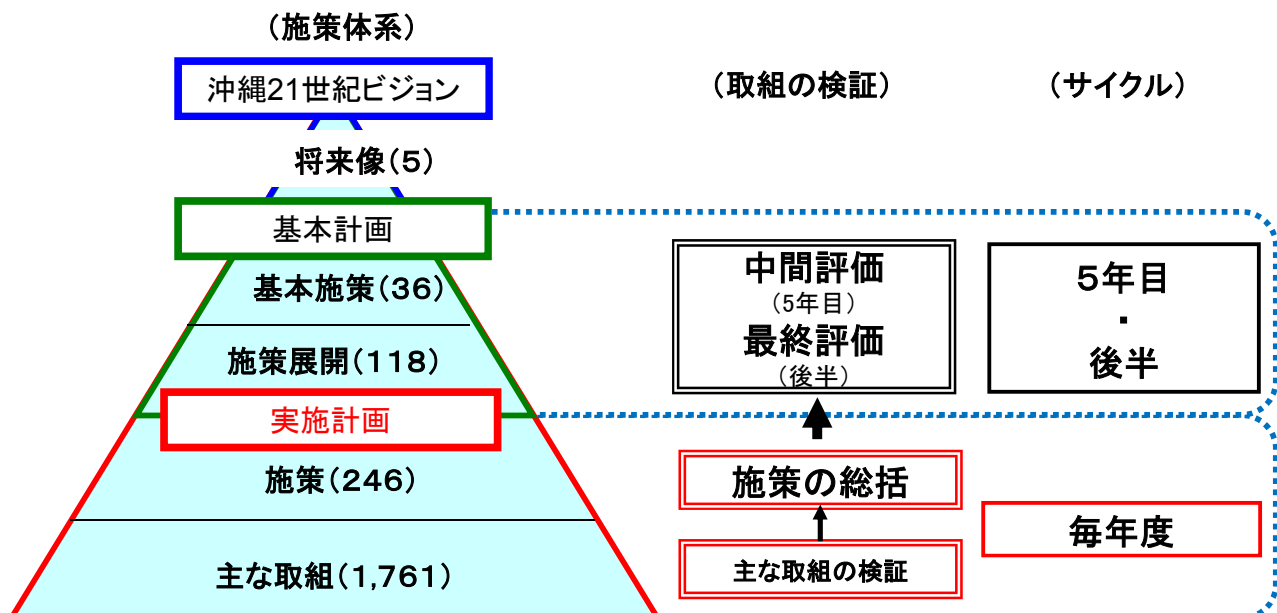 （施策体系）
沖縄21世紀ビジョン
（取組の検証）
（サイクル）
将来像（5）
基本計画
基本施策（36）
施策展開（118）
中間評価
（5年目）
最終評価
（後半）
5年目
・
後半
実施計画
施策（246）
施策の総括
毎年度
主な取組（1,761）
主な取組の検証